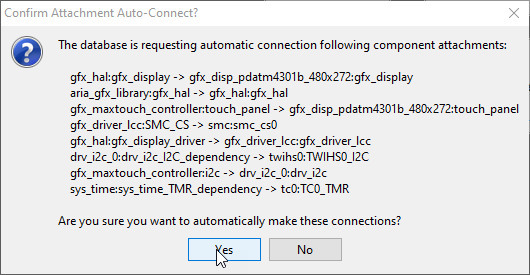 Confirm Attachment Auto-Connect?
The database is requesting automatic connection following component attachments:
gfx_hal:gfx_display -> gfx_disp_pdatm4301b_480x272:gfx_display
aria_gfx_library:gfx_hal -> gfx_hal:gfx_hal
gfx_maxtouch_controller:touch_panel -> gfx_disp_pdatm4301b_480x272:touch_panel
gfx_driver_lcc:SMC_CS -> smc:smc_cs0
gfx_hal:gfx_display_driver -> gfx_driver_lcc:gfx_driver_lcc
drv_i2c_0:drv_i2c_I2C_dependency -> twihs0:TWIHS0_I2C
gfx_maxtouch_controller:i2c -> drv_i2c_0:drv_i2c
sys_time:sys_time_TMR_dependency -> tc0:TC0_TMR
Are you sure you want to automatically make these connections?
Yes
No